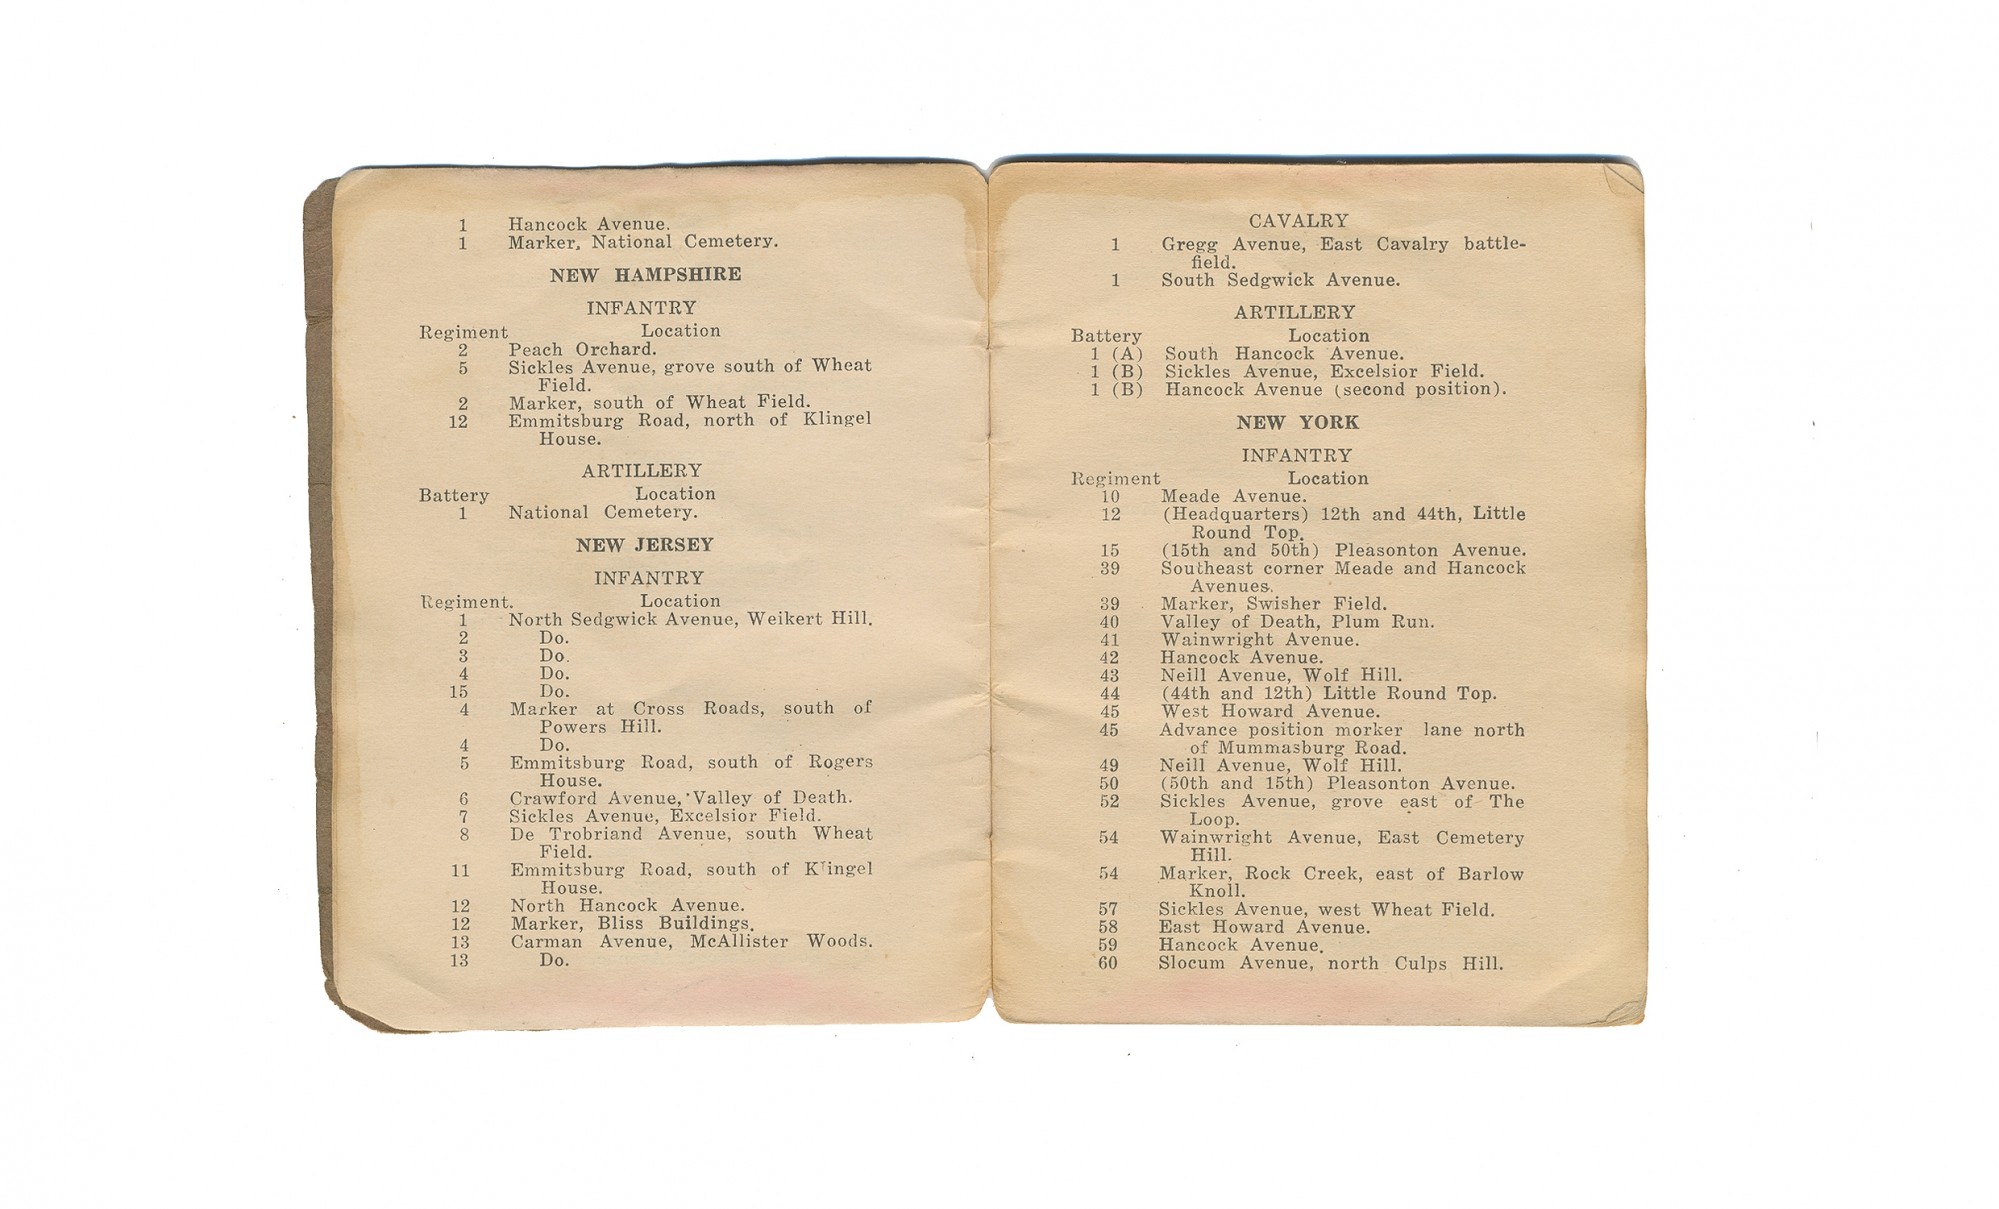 1 Hancock Avenue.
1 Marker, National Cemetery.
NEW HAMPSHIRE
INFANTRY
Regiment Location
2 Peach Orchard.
5 Sickles Avenue, grove south of Wheat
Field.
2 Marker, south of Wheat Field.
12 Emmitsburg Road, north of Klingel
House.
ARTILLERY
Battery Location
1 National Cemetery.
NEW JERSEY
INFANTRY
Regiment. Location
1 North Sedgwick Avenue, Weikert Hill.
2 Do.
3 Do.
4 Do.
15 Do.
4 Marker at Cross Roads, south of
Powers Hill.
4 Do.
5 Emmitsburg Road, south of Rogers
House.
6 Crawford Avenue, Valley of Death.
7 Sickles Avenue, Excelsior Field.
8 De Trobriand Avenue, south Wheat
Field.
11 Emmitsburg Road, south of Klingel
House.
12 North Hancock Avenue.
12 Marker, Bliss Buildings.
13 Carman Avenue, McAllister Woods.
13 Do.
CAVALRY
1 Gregg Avenue, East Cavalry battle-
field.
1 South Sedgwick Avenue.
ARTILLERY
Battery Location
1 (A) South Hancock Avenue.
1 (B) Sickles Avenue, Excelsior Field.
1 (B) Hancock Avenue (second position).
NEW YORK
INFANTRY
Regiment Location
10 Meade Avenue.
12 (Headquarters) 12th and 44th, Little
Round Top.
15 (15th and 50th) Pleasonton Avenue.
39 Southeast corner Meade and Hancock
Avenues.
39 Marker, Swisher Field.
40 Valley of Death, Plum Run.
41 Wainwright Avenue.
42 Hancock Avenue.
43 Neill Avenue, Wolf Hill.
44 (44th and 12th) Little Round Top.
45 West Howard Avenue.
45 Advance position morker lane north
of Mummasburg Road.
49 Neill Avenue, Wolf Hill.
50 (50th and 15th) Pleasonton Avenue.
52 Sickles Avenue, grove east of The
Loop.
54 Wainwright Avenue, East Cemetery
Hill.
54 Marker, Rock Creek, east of Barlow
Knoll.
57 Sickles Avenue, west Wheat Field.
58 East Howard Avenue.
59 Hancock Avenue.
60 Slocum Avenue, north Culps Hill.